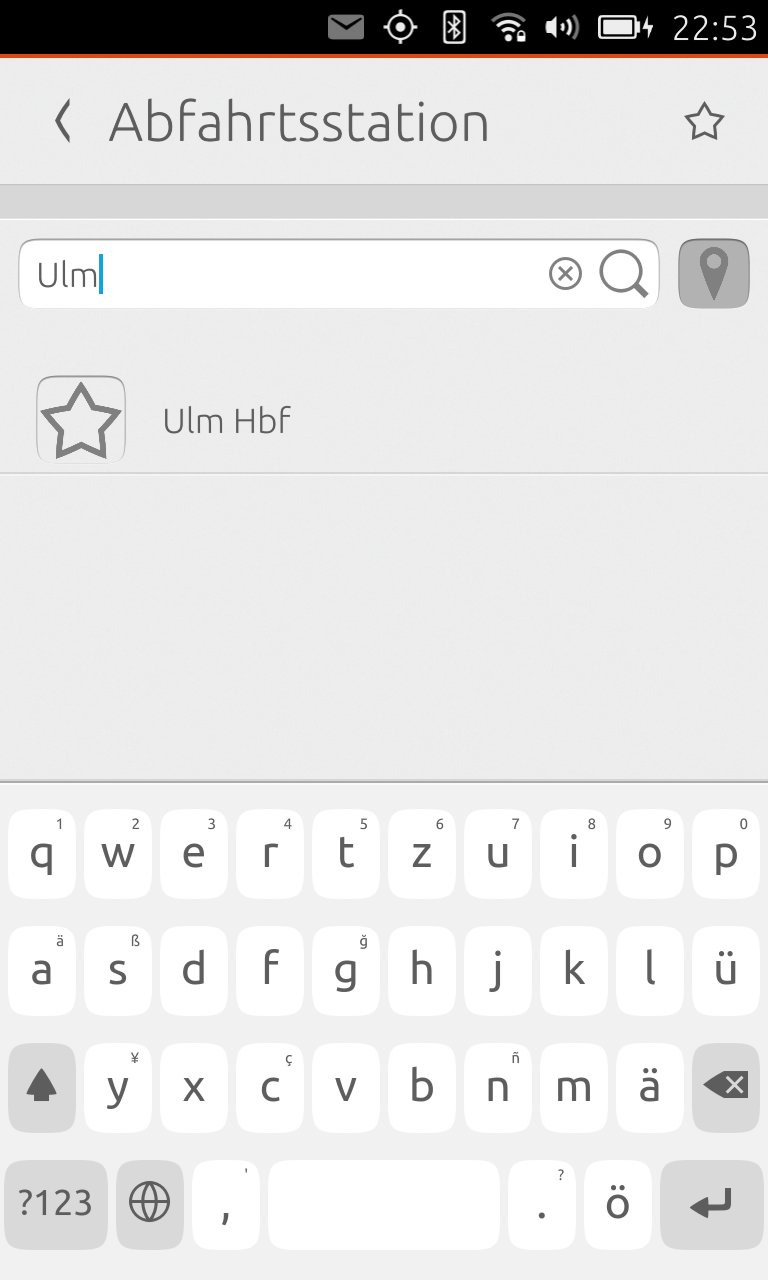 22:53
Abfahrtsstation
Ulm
Ulm Hbf
1 2 3 4 5 6 7 8 9 0
q w e r t z u i o p
ä ß ğ
a s d f g h j k l ü
¥ ç ñ
y x c v b n m ä
' ?
?123 , . ö